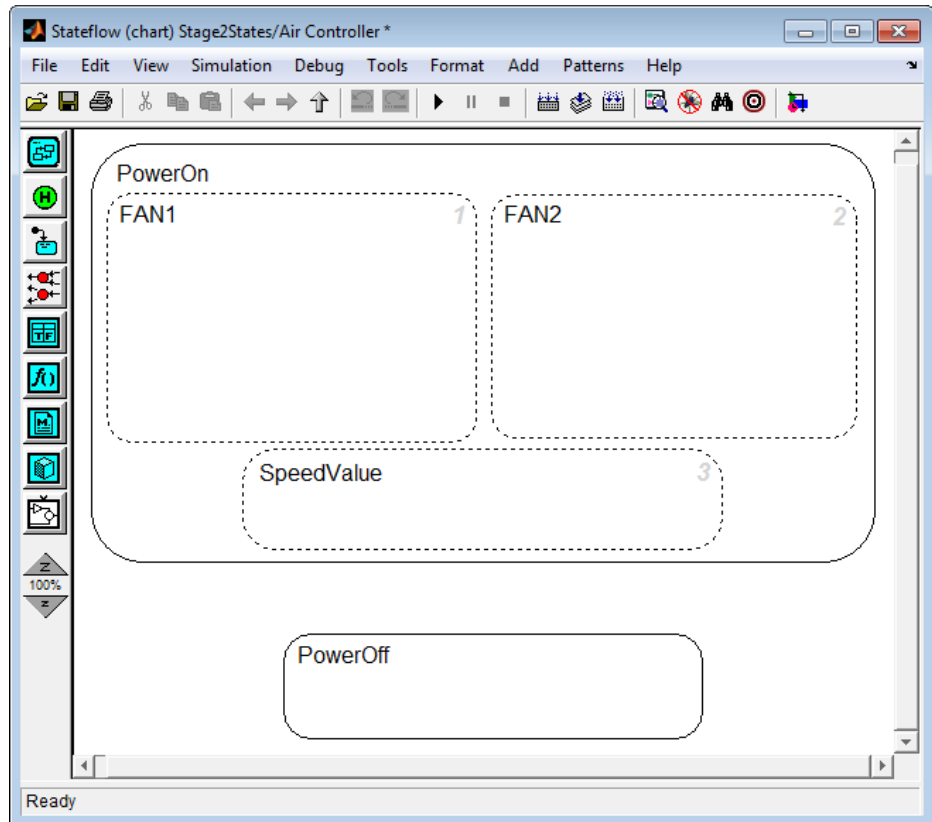 Stateflow (chart) Stage2States/Air Controller *
File Edit View Simulation Debug Tools Format Add Patterns Help
PowerOn
FAN1 1 FAN2 2
SpeedValue 3
Z
100%
z
PowerOff
Ready
H
T F
f()
M